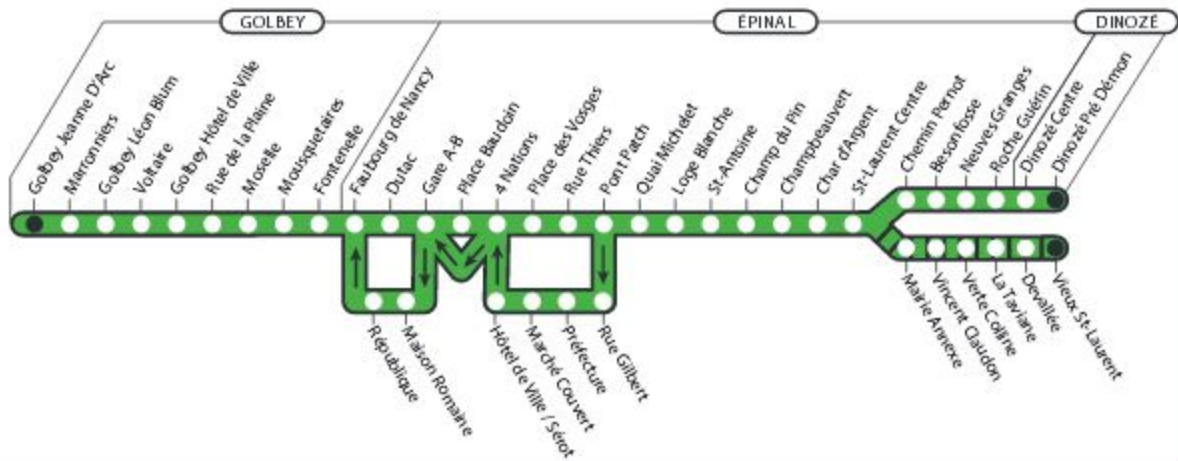 GOLBEY
ÉPINAL
DINOZÉ
Golbey Jeanne D'Arc
Marronniers
Golbey Léon Blum
Voltaire
Golbey Hôtel de Ville
Rue de la Plaine
Moselle
Mousquetaires
Fontenelle
Faubourg de Nancy
Dutac
Gare A-B
Place Baudoin
4 Nations
Place des Vosges
Rue Thiers
Pont Patch
Quai Michelet
Loge Blanche
St-Antoine
Champ du Pin
Champbeauvert
Char d'Argent
St-Laurent Centre
Chemin Pernot
Besonfosse
Neuves Granges
Roche Guérin
Dinozé Centre
Dinozé Pré Démon
République
Maison Romaine
Hôtel de Ville / Sérot
Marché Couvert
Préfecture
Rue Gilbert
Mairie Annexe
Vincent Claudon
Verte Colline
La Taviane
Devallée
Vieux St-Laurent